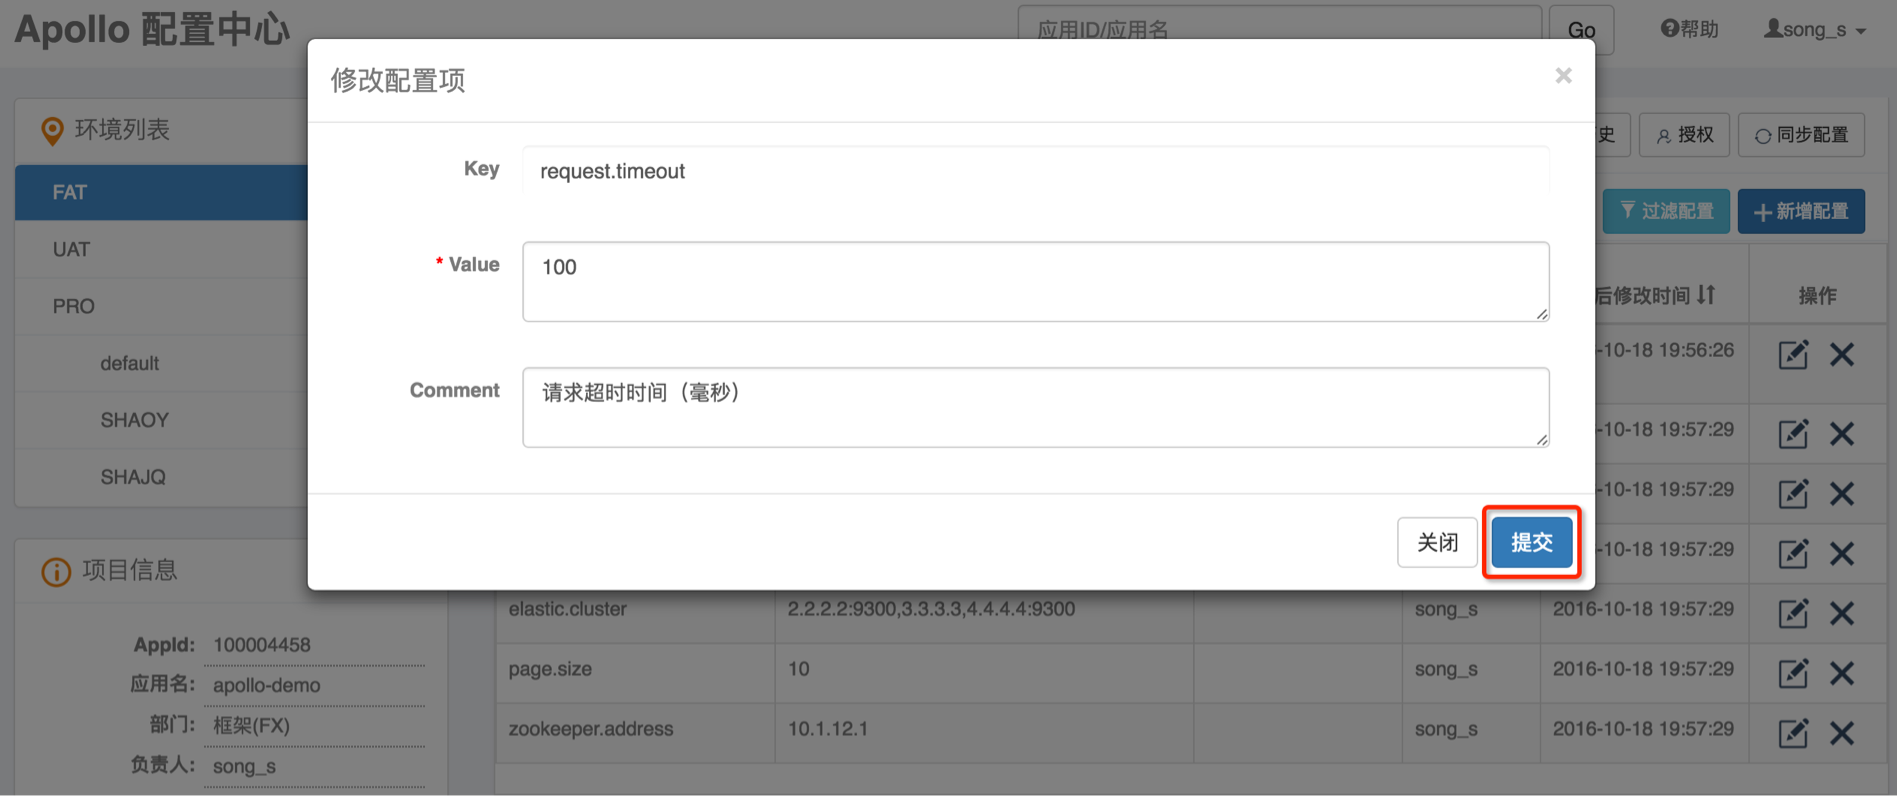 Apollo 配置中心
应用ID/应用名
Go
帮助
song_s
修改配置项
×
环境列表
FAT
UAT
PRO
default
SHAOY
SHAJQ
史
授权
同步配置
过滤配置
新增配置
Key
request.timeout
* Value
100
Comment
请求超时时间（毫秒）
关闭
提交
后修改时间
操作
-10-18 19:56:26
-10-18 19:57:29
-10-18 19:57:29
-10-18 19:57:29
elastic.cluster 2.2.2.2:9300,3.3.3.3,4.4.4.4:9300 song_s 2016-10-18 19:57:29
page.size 10 song_s 2016-10-18 19:57:29
zookeeper.address 10.1.12.1 song_s 2016-10-18 19:57:29
项目信息
AppId: 100004458
应用名: apollo-demo
部门: 框架(FX)
负责人: song_s